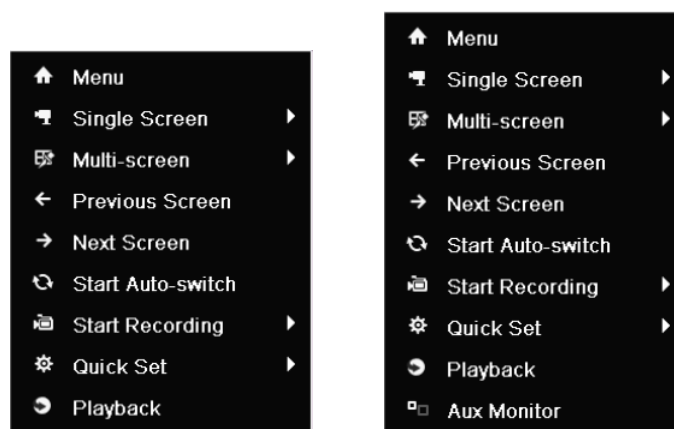 Menu
Single Screen
Multi-screen
Previous Screen
Next Screen
Start Auto-switch
Start Recording
Quick Set
Playback
Menu
Single Screen
Multi-screen
Previous Screen
Next Screen
Start Auto-switch
Start Recording
Quick Set
Playback
Aux Monitor